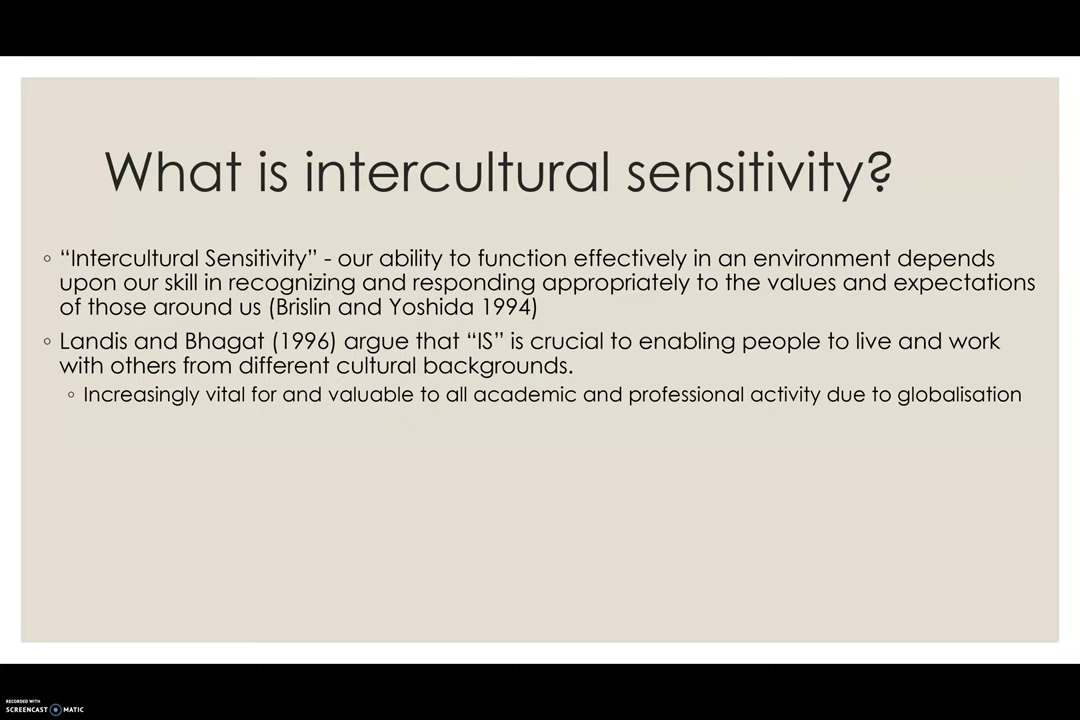 What is intercultural sensitivity?
◦ “Intercultural Sensitivity” - our ability to function effectively in an environment depends
upon our skill in recognizing and responding appropriately to the values and expectations
of those around us (Brislin and Yoshida 1994)
◦ Landis and Bhagat (1996) argue that “IS” is crucial to enabling people to live and work
with others from different cultural backgrounds.
◦ Increasingly vital for and valuable to all academic and professional activity due to globalisation
RECORDED WITH
SCREENCAST MATIC